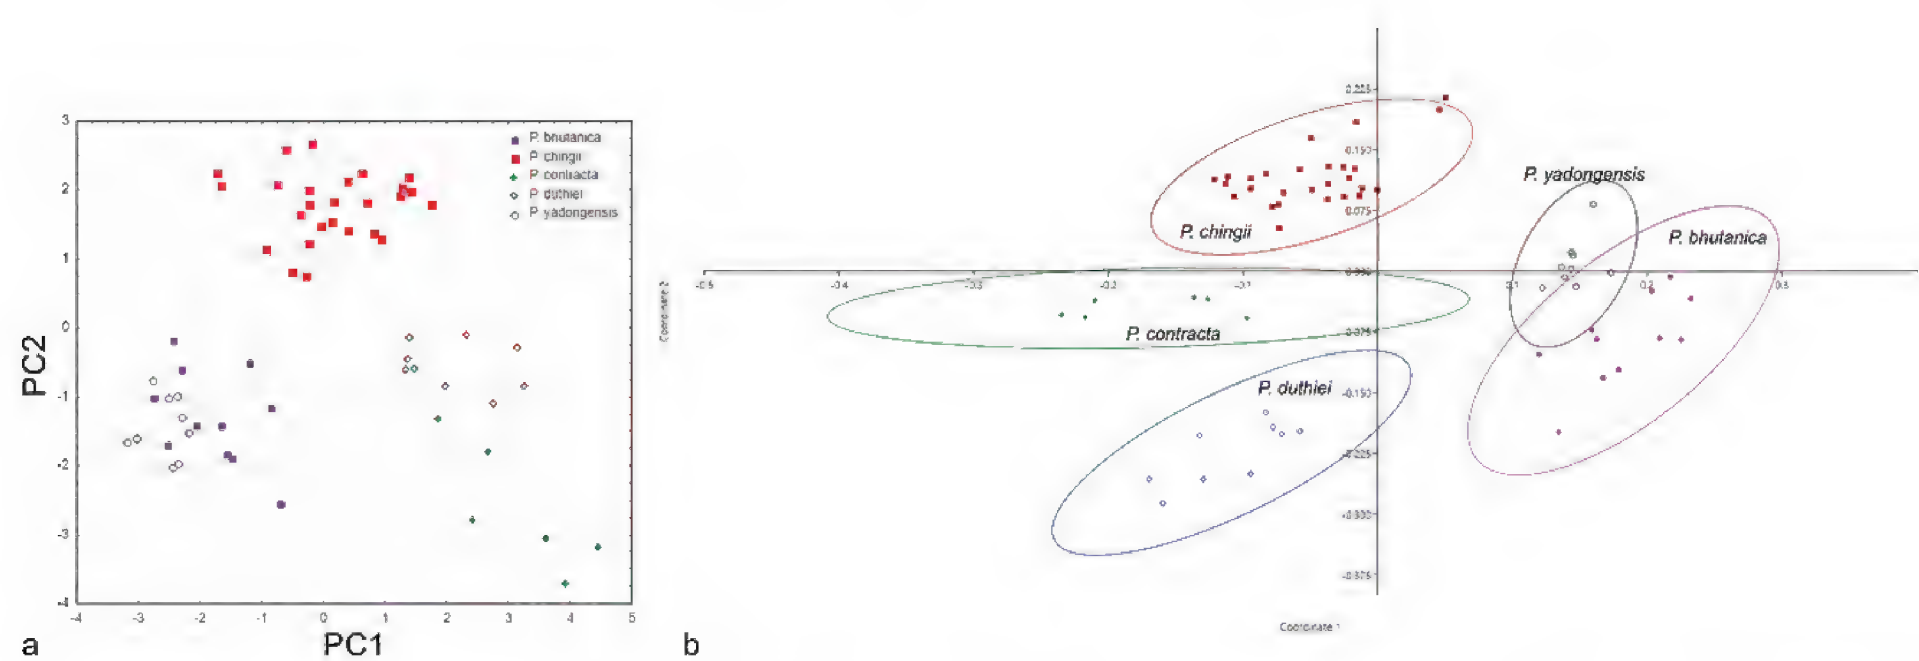 3
2
1
0
-1
-2
-3
-4
-4
-3
-2
-1
0
1
2
3
4
5
PC2
PC1
P. bhutanica
P. chingii
P. contracta
P. duthiei
P. yadongensis
a
0.225
0.150
0.075
-0.150
-0.225
-0.300
-0.375
-0.5
-0.4
-0.3
-0.2
-0.1
0.1
0.2
0.3
Coordinate 2
Coordinate 1
P. chingii
P. yadongensis
P. bhutanica
P. contracta
P. duthiei
b